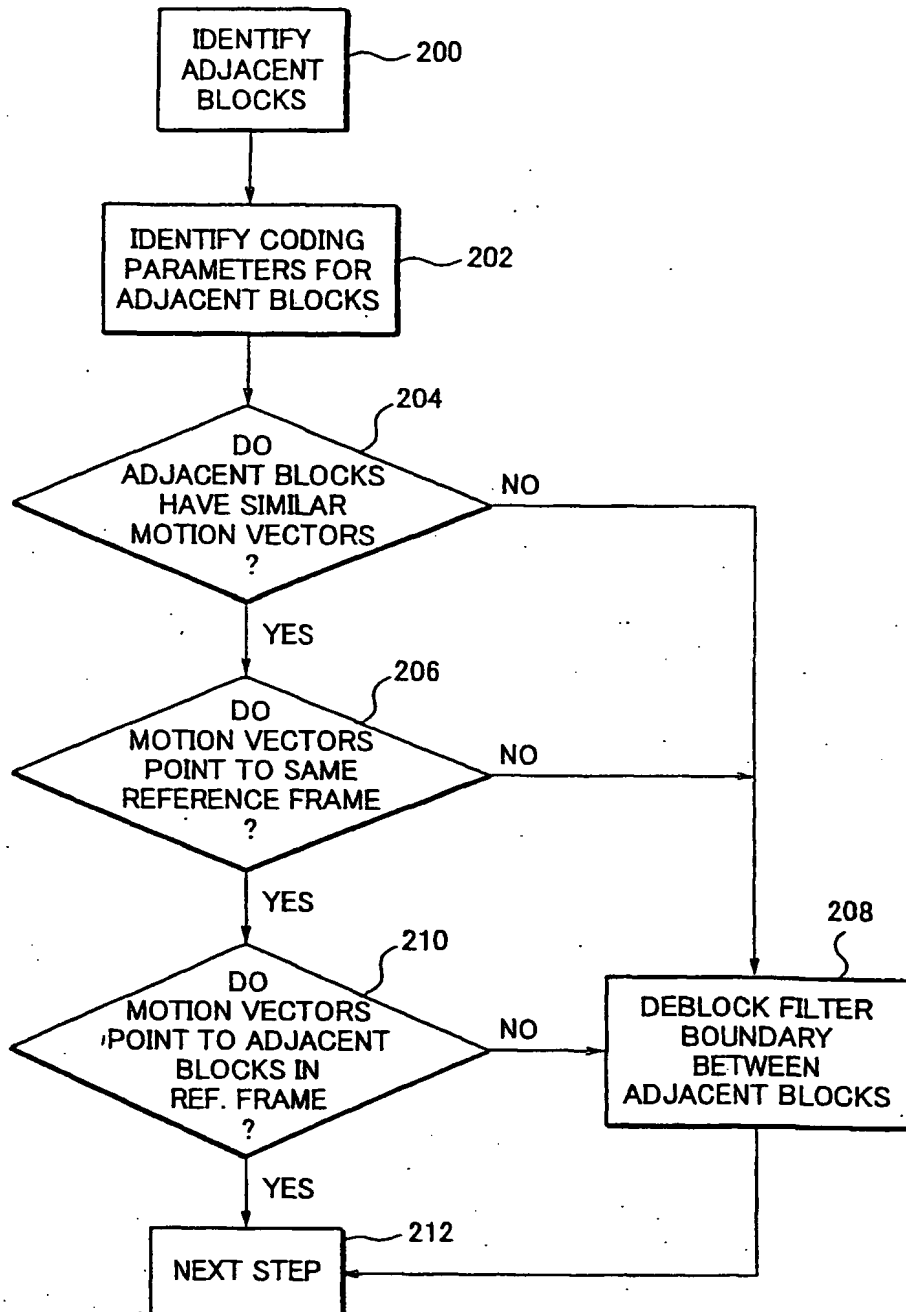 IDENTIFY
ADJACENT
BLOCKS
200
IDENTIFY CODING
PARAMETERS FOR
ADJACENT BLOCKS
202
204
DO
ADJACENT BLOCKS
HAVE SIMILAR
MOTION VECTORS
?
NO
YES
206
DO
MOTION VECTORS
POINT TO SAME
REFERENCE FRAME
?
NO
YES
210
DO
MOTION VECTORS
POINT TO ADJACENT
BLOCKS IN
REF. FRAME
?
NO
YES
208
DEBLOCK FILTER
BOUNDARY
BETWEEN
ADJACENT BLOCKS
212
NEXT STEP